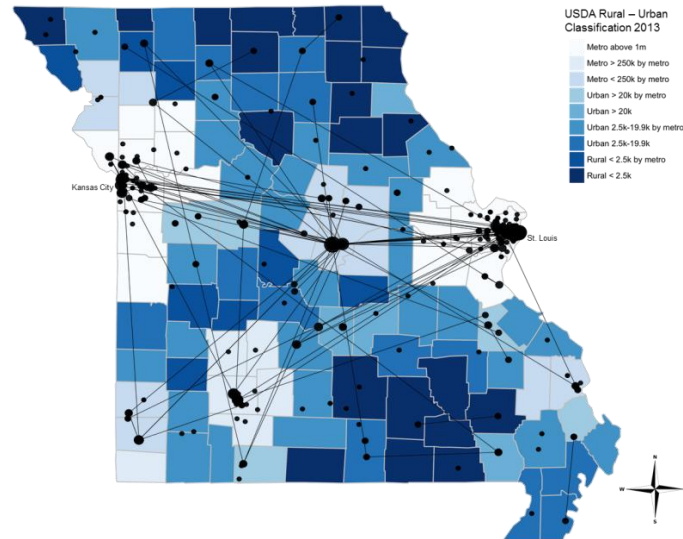 USDA Rural – Urban
Classification 2013
Metro above 1m
Metro > 250k by metro
Metro < 250k by metro
Urban > 20k by metro
Urban > 20k
Urban 2.5k-19.9k by metro
Urban 2.5k-19.9k
Rural < 2.5k by metro
Rural < 2.5k
Kansas City
St. Louis
N
W
E
S